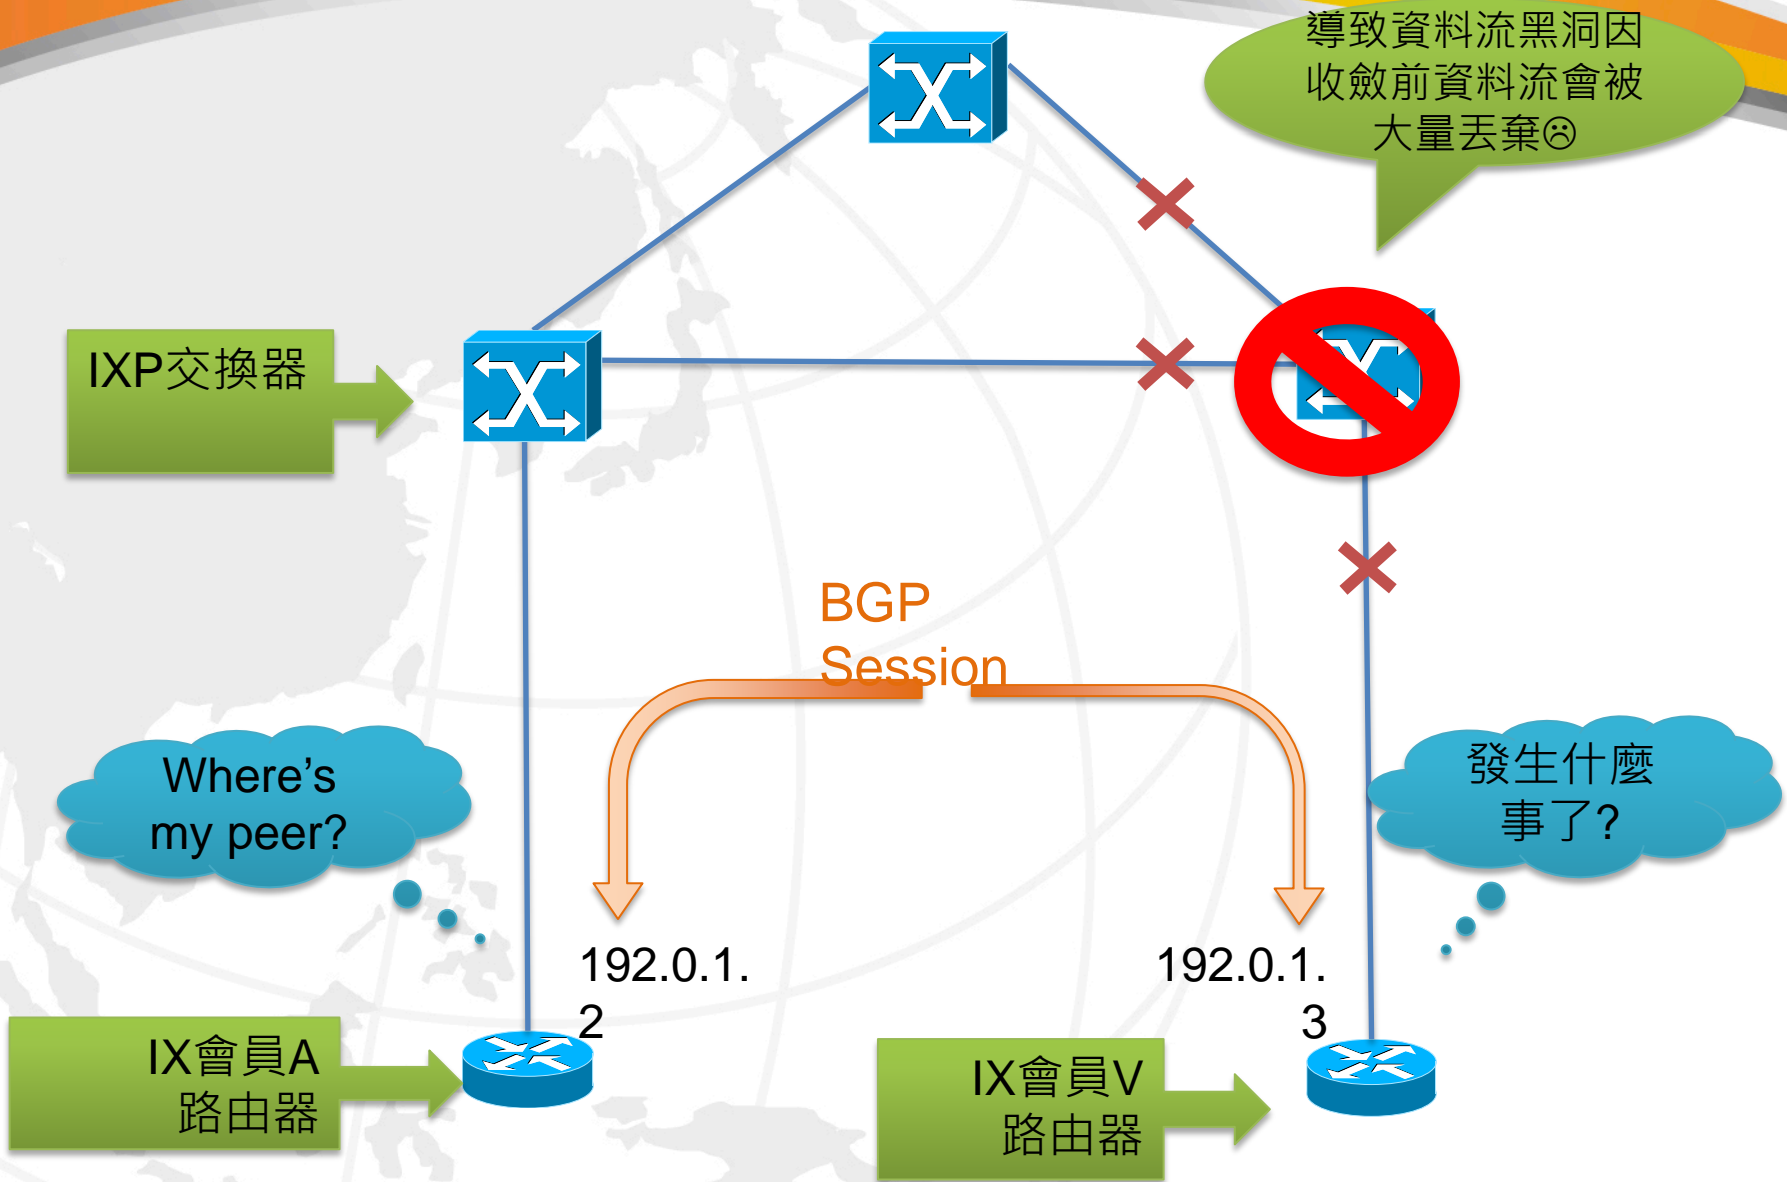 導致資料流黑洞因
收斂前資料流會被
大量丟棄☹
IXP交換器
BGP
Session
Where’s
my peer?
發生什麼
事了?
192.0.1.
2
192.0.1.
3
IX會員A
路由器
IX會員V
路由器